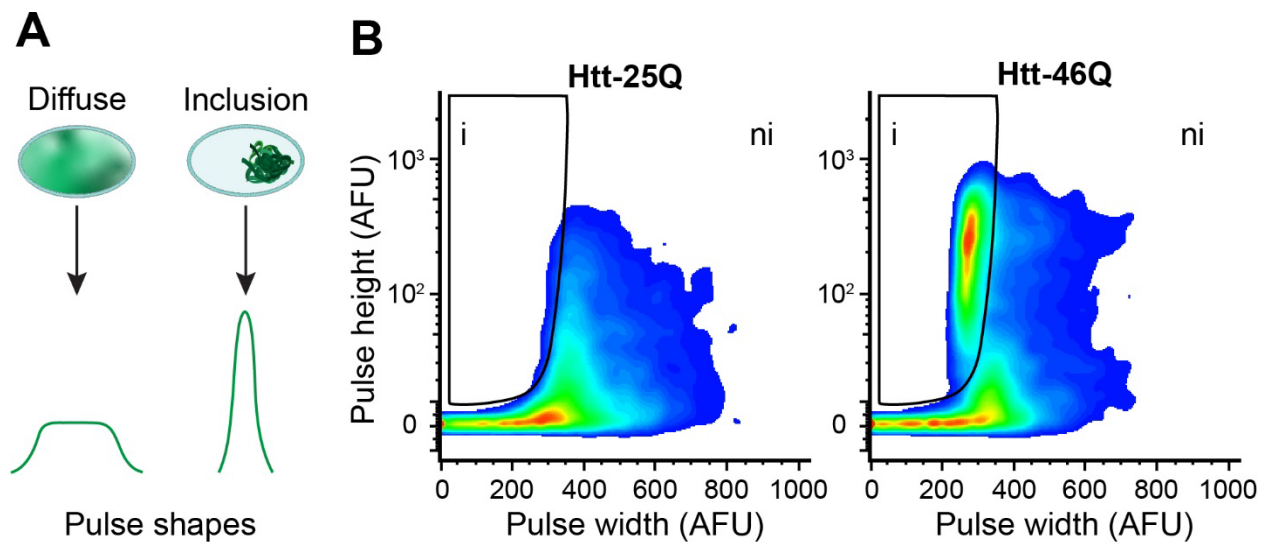 A
Diffuse Inclusion
Pulse shapes
B
Htt-25Q
i ni
10³
10²
0
Pulse height (AFU)
0 200 400 600 800 1000
Pulse width (AFU)
Htt-46Q
i ni
10³
10²
0
0 200 400 600 800 1000
Pulse width (AFU)